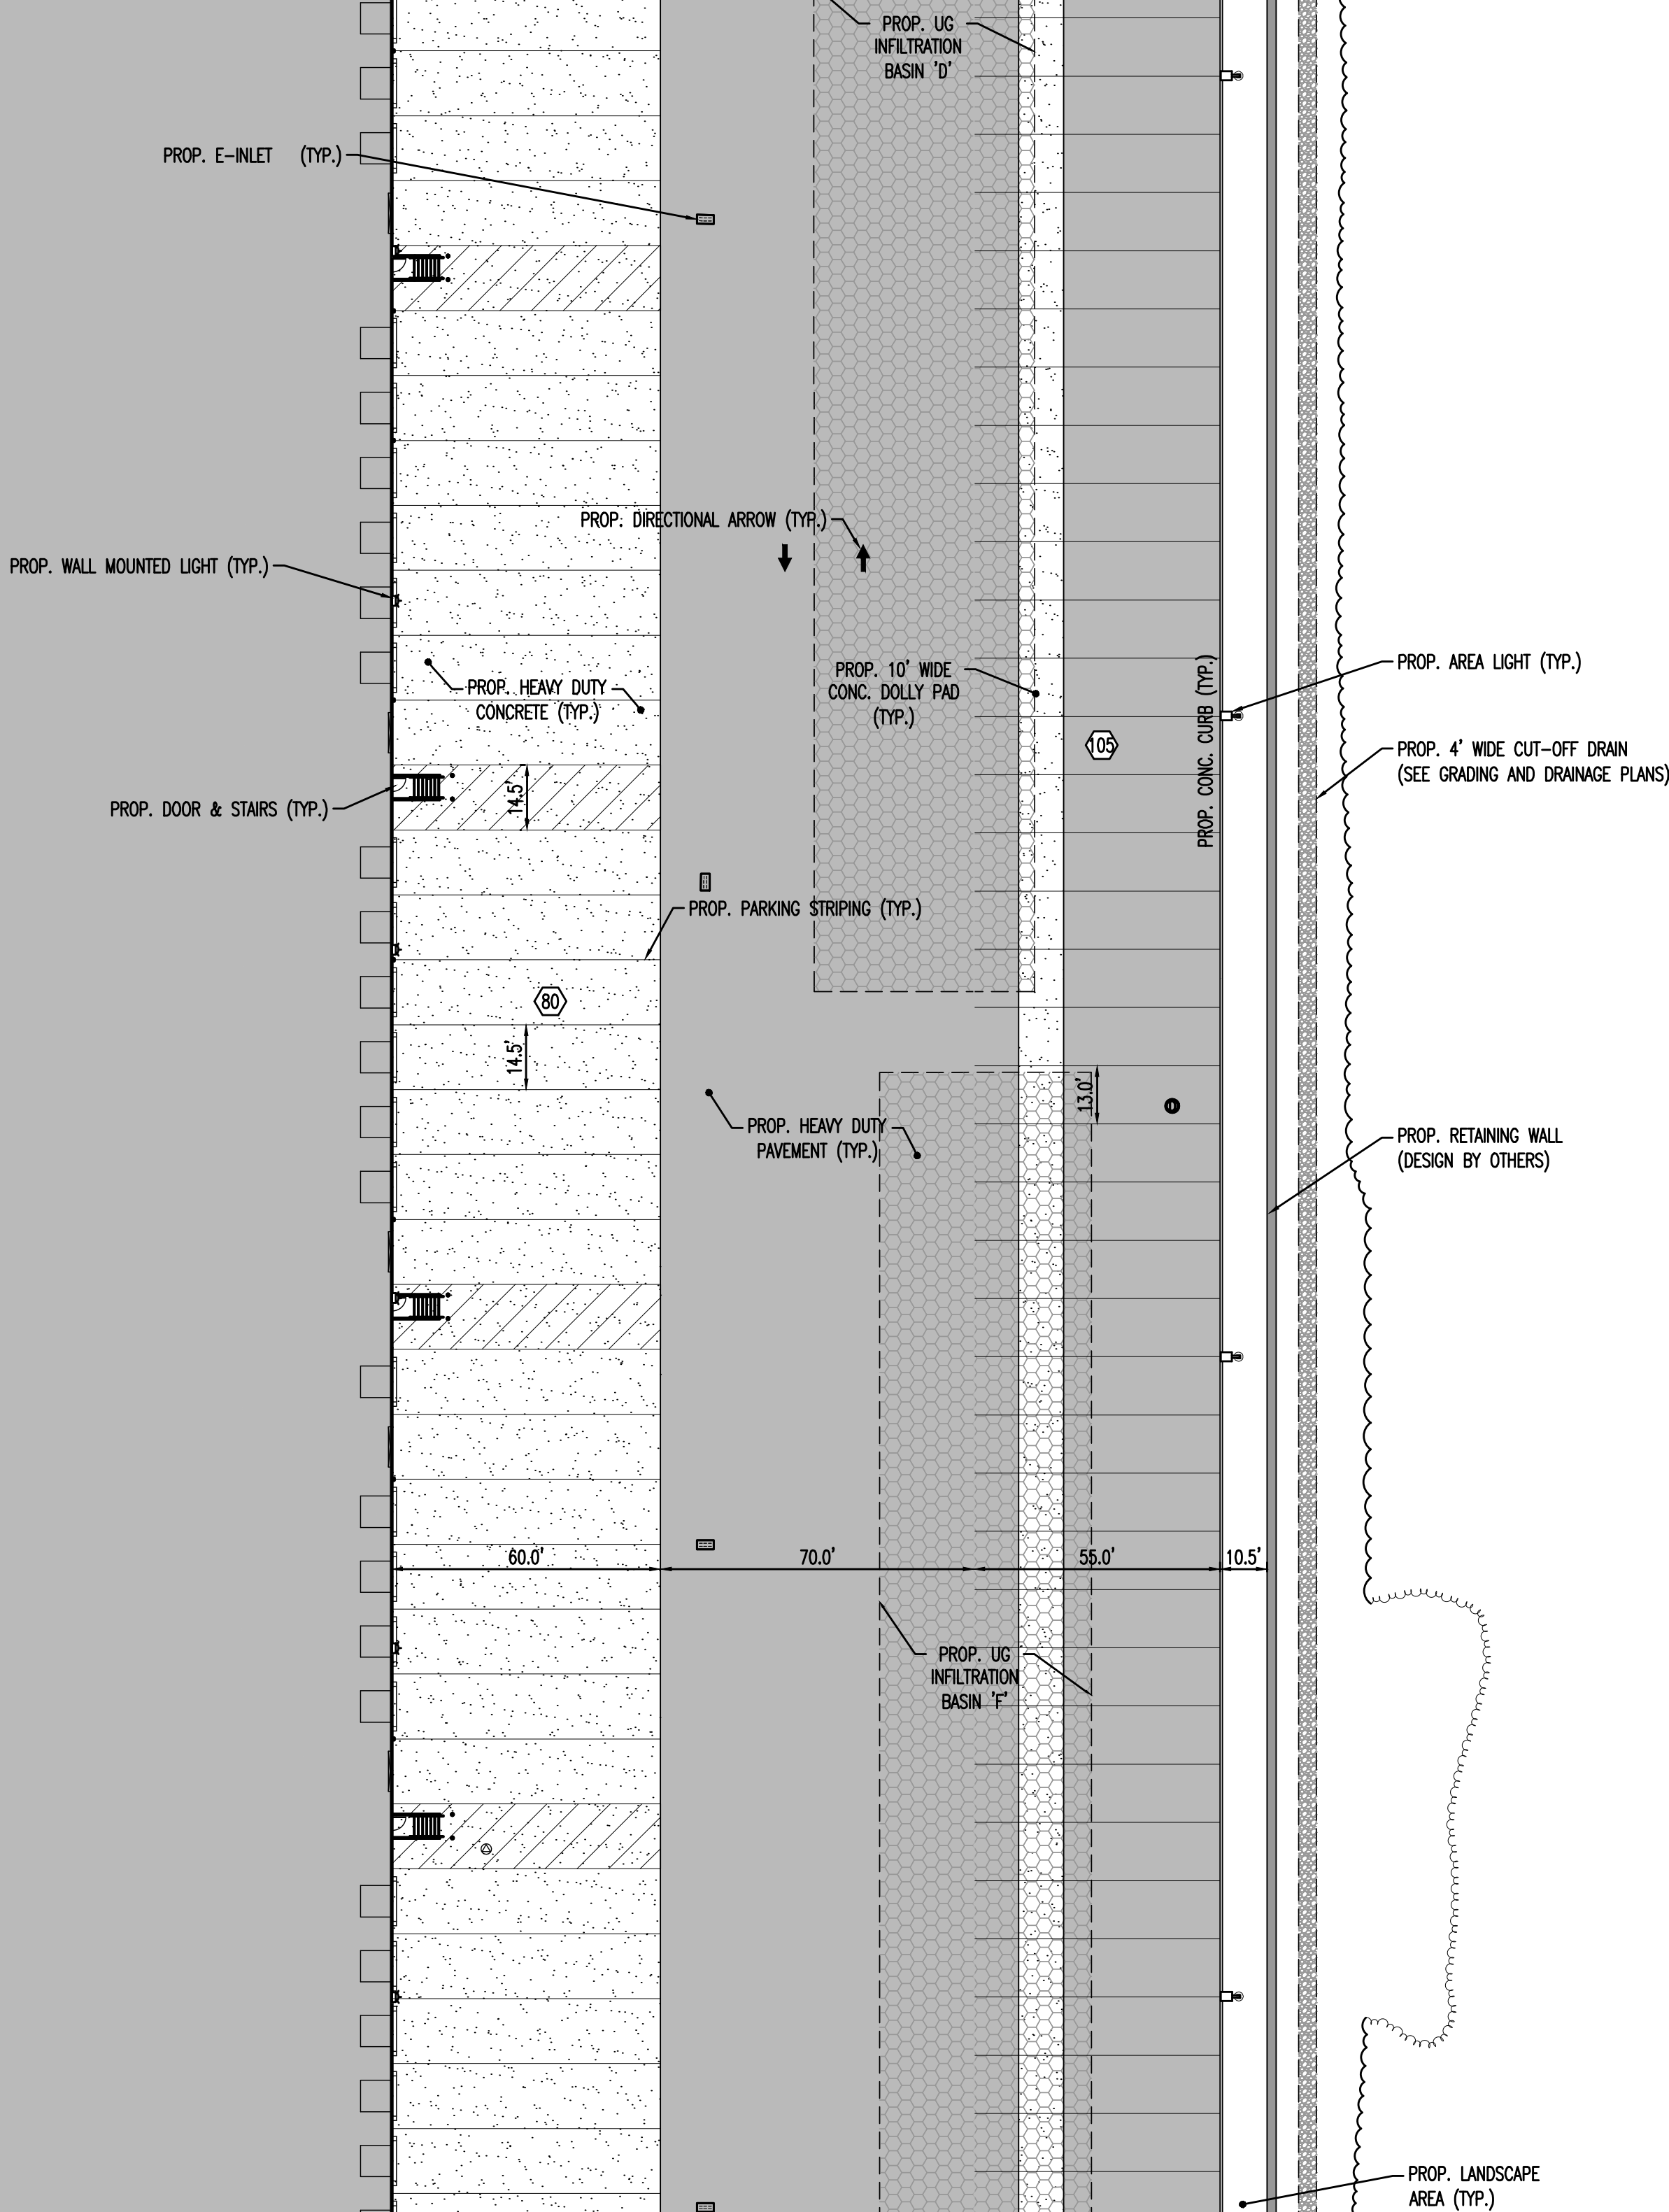 PROP. UG
INFILTRATION
BASIN 'D'
PROP. E-INLET (TYP.)
PROP. DIRECTIONAL ARROW (TYP.)
PROP. WALL MOUNTED LIGHT (TYP.)
PROP. HEAVY DUTY
CONCRETE (TYP.)
PROP. 10' WIDE
CONC. DOLLY PAD
(TYP.)
PROP. CONC. CURB (TYP.)
PROP. AREA LIGHT (TYP.)
105
PROP. 4' WIDE CUT-OFF DRAIN
(SEE GRADING AND DRAINAGE PLANS)
PROP. DOOR & STAIRS (TYP.)
14.5'
PROP. PARKING STRIPING (TYP.)
80
14.5'
13.0'
PROP. HEAVY DUTY
PAVEMENT (TYP.)
PROP. RETAINING WALL
(DESIGN BY OTHERS)
60.0'
70.0'
55.0'
10.5'
PROP. UG
INFILTRATION
BASIN 'F'
PROP. LANDSCAPE
AREA (TYP.)